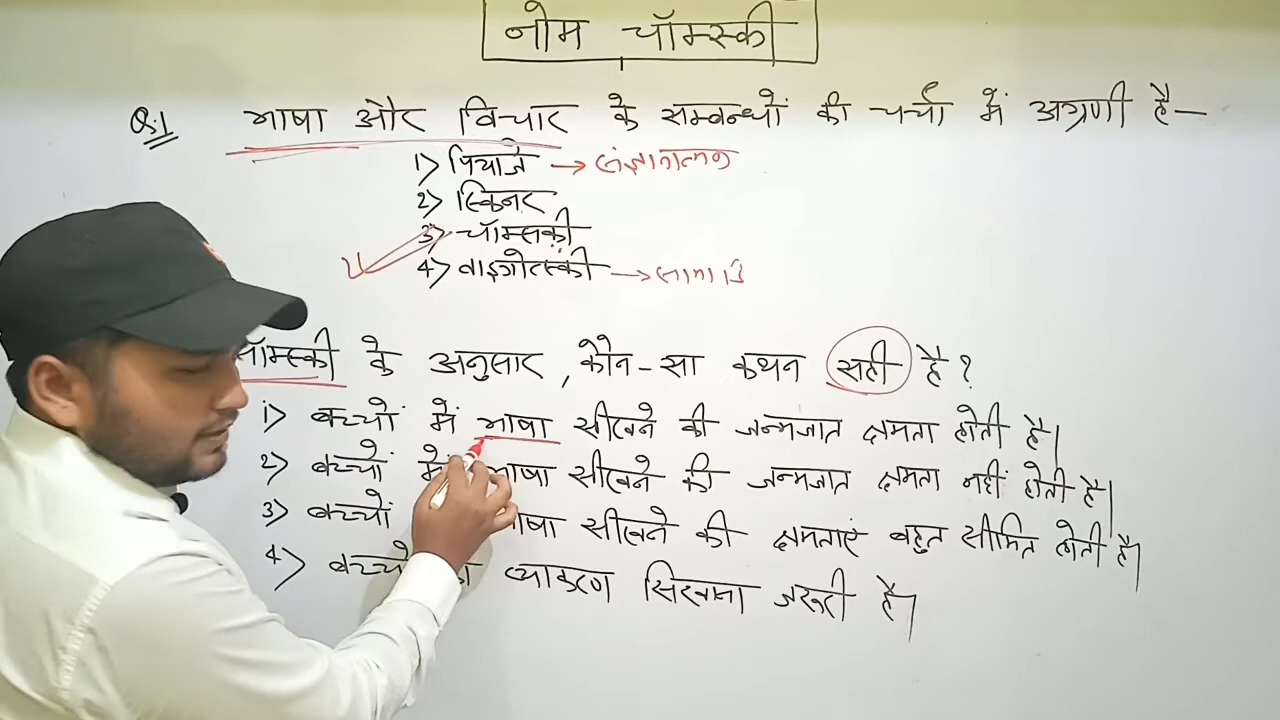 नोम चॉम्स्की
Q.1 भाषा और विचार के सम्बन्धों की चर्चा में अग्रणी है—
1> पियाजे → संज्ञानात्मक
2> स्किनर
3> चॉमसकी
4> वाइगोत्स्की → सामाजि
चॉम्स्की के अनुसार, कौन-सा कथन सही है?
1> बच्चों में भाषा सीखने की जन्मजात क्षमता होती है।
2> बच्चों में भाषा सीखने की जन्मजात क्षमता नहीं होती है।
3> बच्चों भाषा सीखने की क्षमताएं बहुत सीमित होती है।
4> व्याकरण सिखाना जरूरी है।